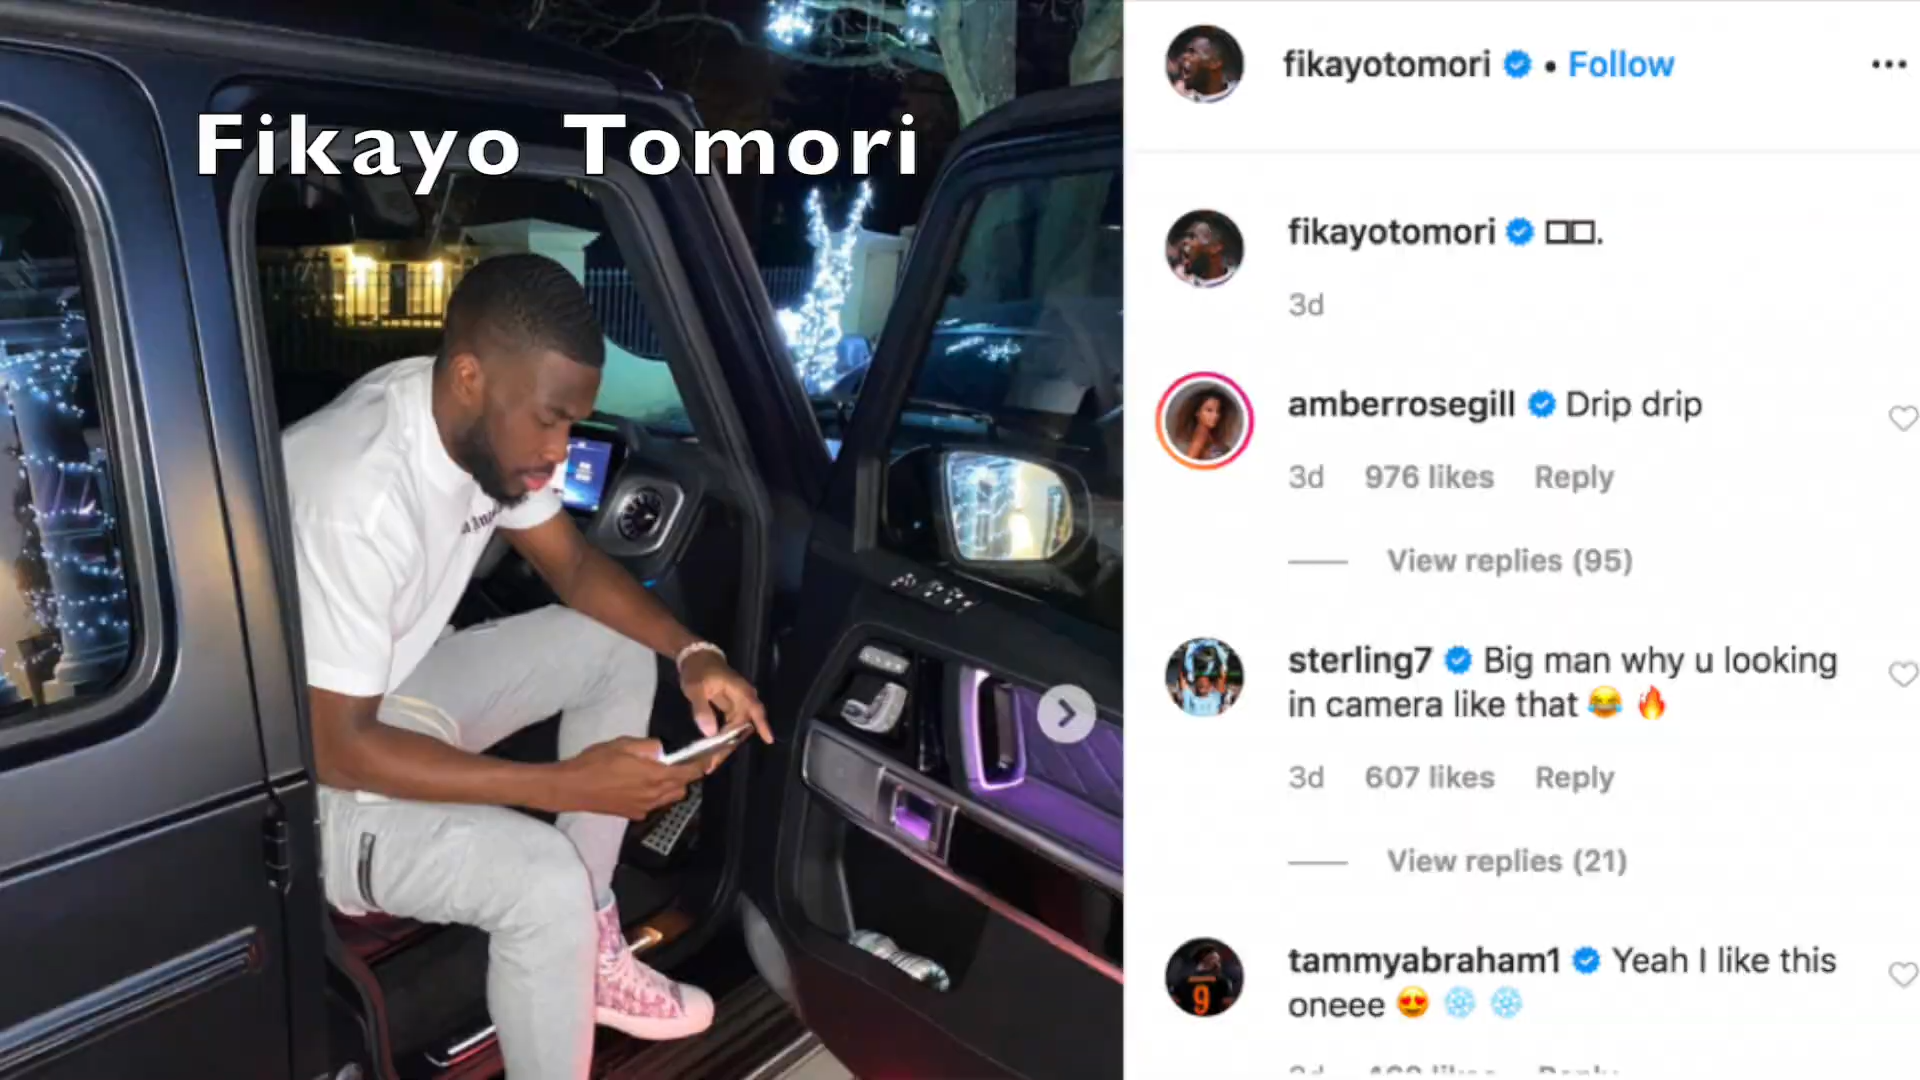 Fikayo Tomori
fikayotomori • Follow
fikayotomori □□.
3d
amberrosegill Drip drip
3d 976 likes Reply
View replies (95)
sterling7 Big man why u looking
in camera like that 😂 🔥
3d 607 likes Reply
View replies (21)
tammyabraham1 Yeah I like this
oneee 😍 ❄️ ❄️
9